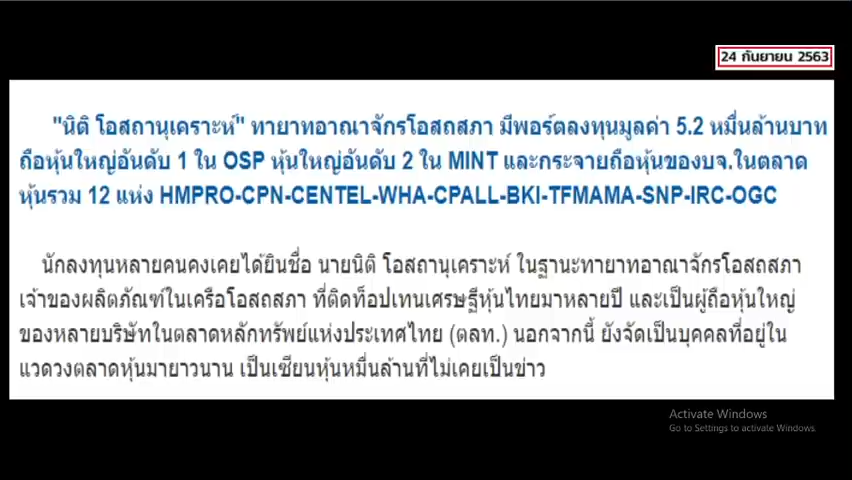 24 กันยายน 2563
"นิติ โอสถานุเคราะห์" ทายาทอาณาจักรโอสถสภา มีพอร์ตลงทุนมูลค่า 5.2 หมื่นล้านบาท
ถือหุ้นใหญ่อันดับ 1 ใน OSP หุ้นใหญ่อันดับ 2 ใน MINT และกระจายถือหุ้นของบจ.ในตลาด
หุ้นรวม 12 แห่ง HMPRO-CPN-CENTEL-WHA-CPALL-BKI-TFMAMA-SNP-IRC-OGC
นักลงทุนหลายคนคงเคยได้ยินชื่อ นายนิติ โอสถานุเคราะห์ ในฐานะทายาทอาณาจักรโอสถสภา
เจ้าของผลิตภัณฑ์ในเครือโอสถสภา ที่ติดท็อปเทนเศรษฐีหุ้นไทยมาหลายปี และเป็นผู้ถือหุ้นใหญ่
ของหลายบริษัทในตลาดหลักทรัพย์แห่งประเทศไทย (ตลท.) นอกจากนี้ ยังจัดเป็นบุคคลที่อยู่ใน
แวดวงตลาดหุ้นมายาวนาน เป็นเซียนหุ้นหมื่นล้านที่ไม่เคยเป็นข่าว
Activate Windows
Go to Settings to activate Windows.